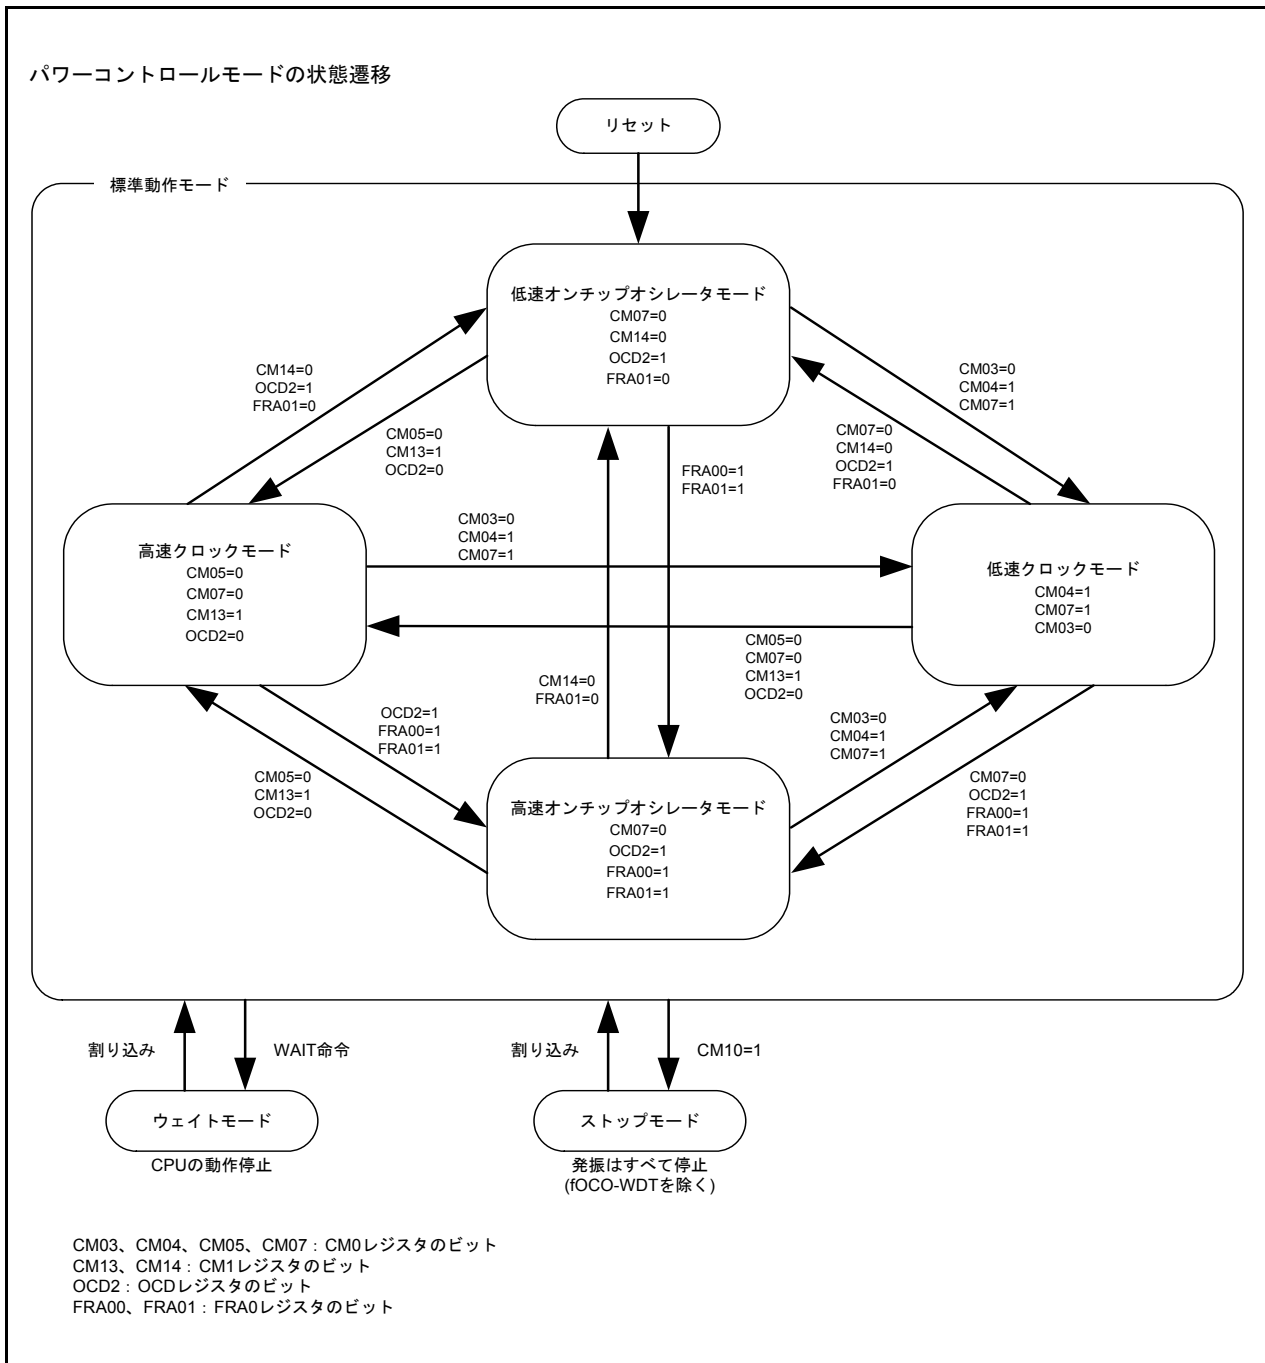 パワーコントロールモードの状態遷移
リセット
標準動作モード
低速オンチップオシレータモード
CM07=0
CM14=0
OCD2=1
FRA01=0
CM14=0
OCD2=1
FRA01=0
CM05=0
CM13=1
OCD2=0
CM03=0
CM04=1
CM07=1
CM07=0
CM14=0
OCD2=1
FRA01=0
FRA00=1
FRA01=1
CM03=0
CM04=1
CM07=1
高速クロックモード
CM05=0
CM07=0
CM13=1
OCD2=0
低速クロックモード
CM04=1
CM07=1
CM03=0
CM05=0
CM07=0
CM13=1
OCD2=0
CM14=0
FRA01=0
OCD2=1
FRA00=1
FRA01=1
CM03=0
CM04=1
CM07=1
CM05=0
CM13=1
OCD2=0
CM07=0
OCD2=1
FRA00=1
FRA01=1
高速オンチップオシレータモード
CM07=0
OCD2=1
FRA00=1
FRA01=1
割り込み
WAIT命令
割り込み
CM10=1
ウェイトモード
CPUの動作停止
ストップモード
発振はすべて停止
(fOCO-WDTを除く)
CM03、CM04、CM05、CM07：CM0レジスタのビット
CM13、CM14：CM1レジスタのビット
OCD2：OCDレジスタのビット
FRA00、FRA01：FRA0レジスタのビット